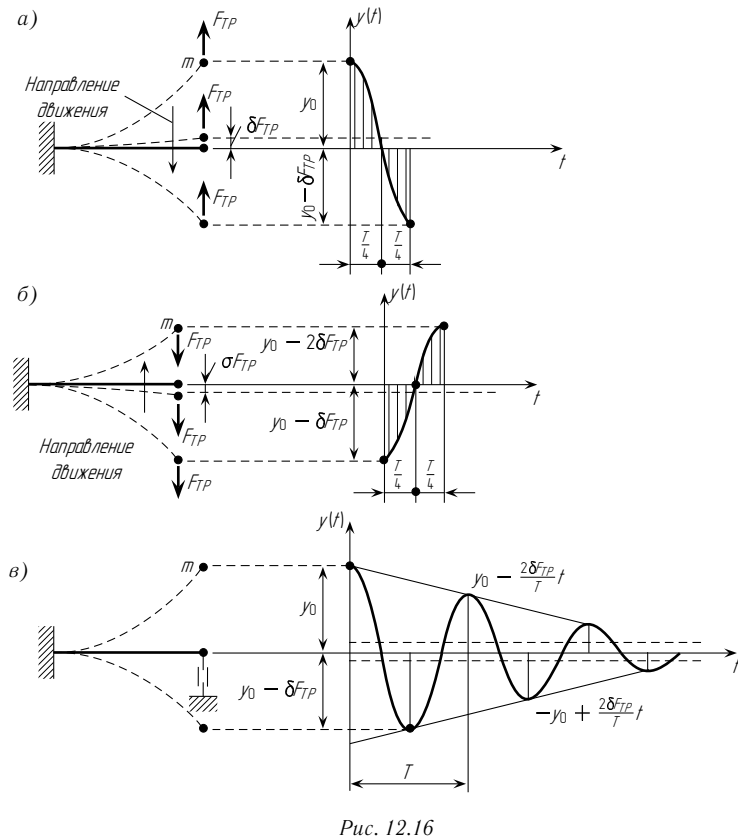 а)
F_ТР
y(t)
m
Направление
движения
F_ТР
y₀
δF_ТР
t
F_ТР
y₀ – δF_ТР
T/4 T/4
б)
y(t)
m
F_ТР
σF_ТР
y₀ – 2δF_ТР
t
y₀ – δF_ТР
F_ТР
Направление
движения
F_ТР
T/4 T/4
в)
y(t)
m
y₀ – 2δF_ТР/T t
y₀
t
y₀ – δF_ТР
–y₀ + 2δF_ТР/T t
T
Рис. 12.16